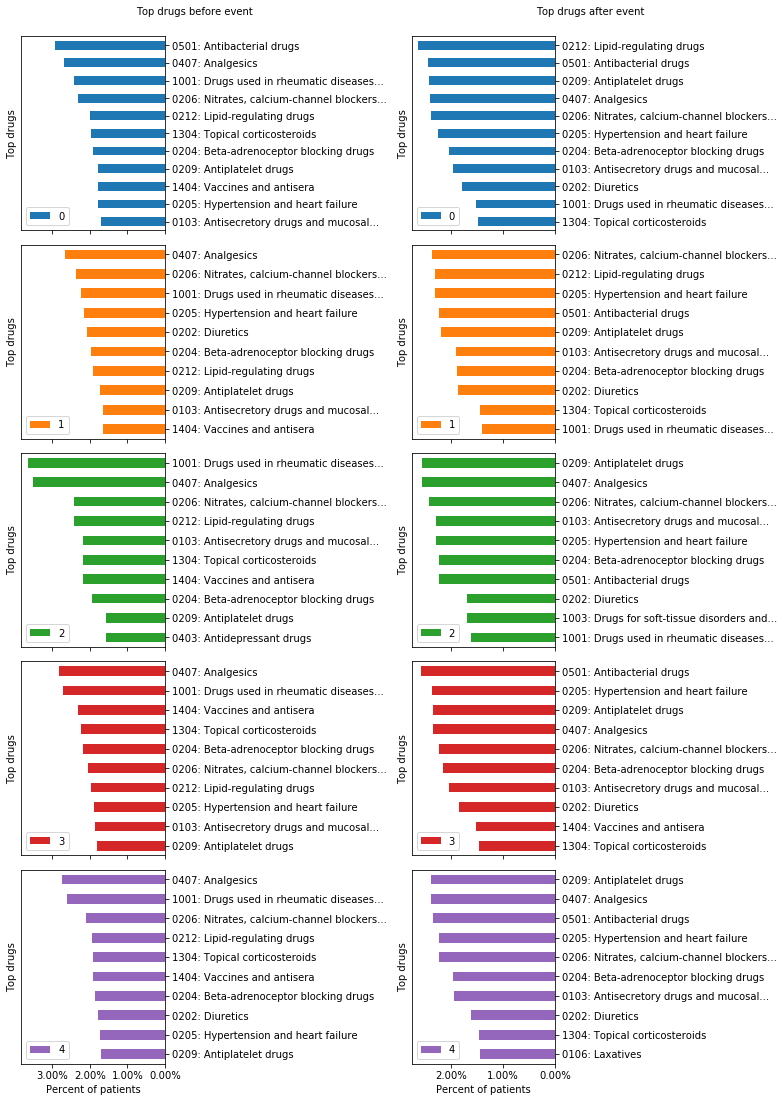 Top drugs before event
Top drugs
0501: Antibacterial drugs
0407: Analgesics
1001: Drugs used in rheumatic diseases...
0206: Nitrates, calcium-channel blockers...
0212: Lipid-regulating drugs
1304: Topical corticosteroids
0204: Beta-adrenoceptor blocking drugs
0209: Antiplatelet drugs
1404: Vaccines and antisera
0205: Hypertension and heart failure
0103: Antisecretory drugs and mucosal...
0
Top drugs
0407: Analgesics
0206: Nitrates, calcium-channel blockers...
1001: Drugs used in rheumatic diseases...
0205: Hypertension and heart failure
0202: Diuretics
0204: Beta-adrenoceptor blocking drugs
0212: Lipid-regulating drugs
0209: Antiplatelet drugs
0103: Antisecretory drugs and mucosal...
1404: Vaccines and antisera
1
Top drugs
1001: Drugs used in rheumatic diseases...
0407: Analgesics
0206: Nitrates, calcium-channel blockers...
0212: Lipid-regulating drugs
0103: Antisecretory drugs and mucosal...
1304: Topical corticosteroids
1404: Vaccines and antisera
0204: Beta-adrenoceptor blocking drugs
0209: Antiplatelet drugs
0403: Antidepressant drugs
2
Top drugs
0407: Analgesics
1001: Drugs used in rheumatic diseases...
1404: Vaccines and antisera
1304: Topical corticosteroids
0204: Beta-adrenoceptor blocking drugs
0206: Nitrates, calcium-channel blockers...
0212: Lipid-regulating drugs
0205: Hypertension and heart failure
0103: Antisecretory drugs and mucosal...
0209: Antiplatelet drugs
3
Top drugs
0407: Analgesics
1001: Drugs used in rheumatic diseases...
0206: Nitrates, calcium-channel blockers...
0212: Lipid-regulating drugs
1304: Topical corticosteroids
1404: Vaccines and antisera
0204: Beta-adrenoceptor blocking drugs
0202: Diuretics
0205: Hypertension and heart failure
0209: Antiplatelet drugs
4
3.00% 2.00% 1.00% 0.00%
Percent of patients
Top drugs after event
Top drugs
0212: Lipid-regulating drugs
0501: Antibacterial drugs
0209: Antiplatelet drugs
0407: Analgesics
0206: Nitrates, calcium-channel blockers...
0205: Hypertension and heart failure
0204: Beta-adrenoceptor blocking drugs
0103: Antisecretory drugs and mucosal...
0202: Diuretics
1001: Drugs used in rheumatic diseases...
1304: Topical corticosteroids
0
Top drugs
0206: Nitrates, calcium-channel blockers...
0212: Lipid-regulating drugs
0205: Hypertension and heart failure
0501: Antibacterial drugs
0209: Antiplatelet drugs
0103: Antisecretory drugs and mucosal...
0204: Beta-adrenoceptor blocking drugs
0202: Diuretics
1304: Topical corticosteroids
1001: Drugs used in rheumatic diseases...
1
Top drugs
0209: Antiplatelet drugs
0407: Analgesics
0206: Nitrates, calcium-channel blockers...
0103: Antisecretory drugs and mucosal...
0205: Hypertension and heart failure
0204: Beta-adrenoceptor blocking drugs
0501: Antibacterial drugs
0202: Diuretics
1003: Drugs for soft-tissue disorders and...
1001: Drugs used in rheumatic diseases...
2
Top drugs
0501: Antibacterial drugs
0205: Hypertension and heart failure
0209: Antiplatelet drugs
0407: Analgesics
0206: Nitrates, calcium-channel blockers...
0204: Beta-adrenoceptor blocking drugs
0103: Antisecretory drugs and mucosal...
0202: Diuretics
1404: Vaccines and antisera
1304: Topical corticosteroids
3
Top drugs
0209: Antiplatelet drugs
0407: Analgesics
0501: Antibacterial drugs
0205: Hypertension and heart failure
0206: Nitrates, calcium-channel blockers...
0204: Beta-adrenoceptor blocking drugs
0103: Antisecretory drugs and mucosal...
0202: Diuretics
1304: Topical corticosteroids
0106: Laxatives
4
2.00% 1.00% 0.00%
Percent of patients